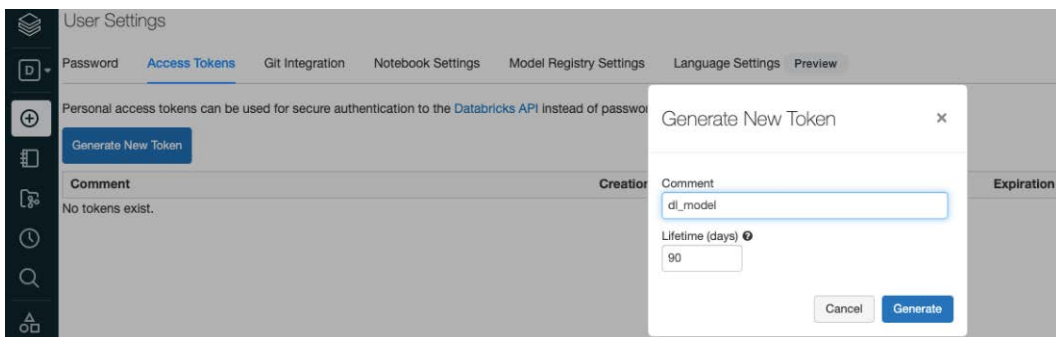 User Settings
D
Password Access Tokens Git Integration Notebook Settings Model Registry Settings Language Settings Preview
Personal access tokens can be used for secure authentication to the Databricks API instead of passwo
Generate New Token
Comment Creation Expiration
No tokens exist.
Generate New Token ×
Comment
dl_model
Lifetime (days) ?
90
Cancel Generate